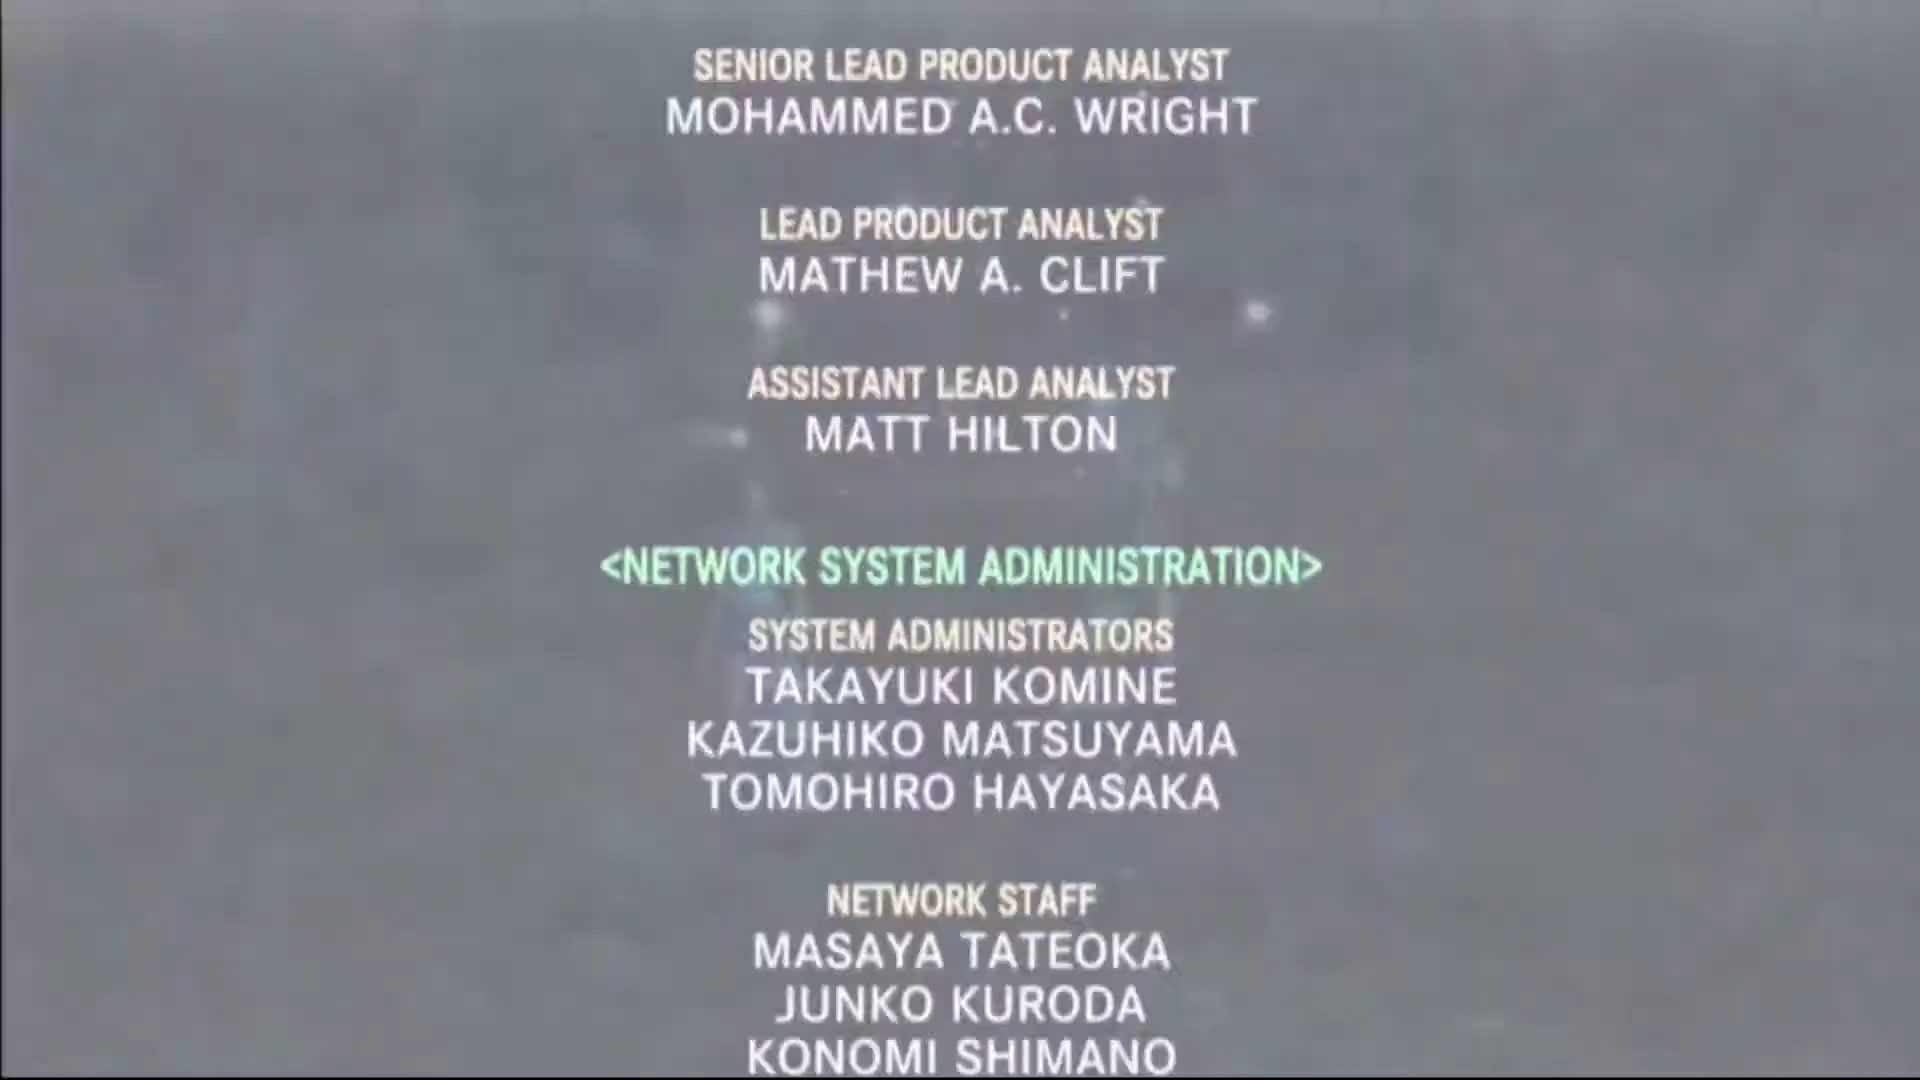 SENIOR LEAD PRODUCT ANALYST
MOHAMMED A.C. WRIGHT
LEAD PRODUCT ANALYST
MATHEW A. CLIFT
ASSISTANT LEAD ANALYST
MATT HILTON
<NETWORK SYSTEM ADMINISTRATION>
SYSTEM ADMINISTRATORS
TAKAYUKI KOMINE
KAZUHIKO MATSUYAMA
TOMOHIRO HAYASAKA
NETWORK STAFF
MASAYA TATEOKA
JUNKO KURODA
KONOMI SHIMANO